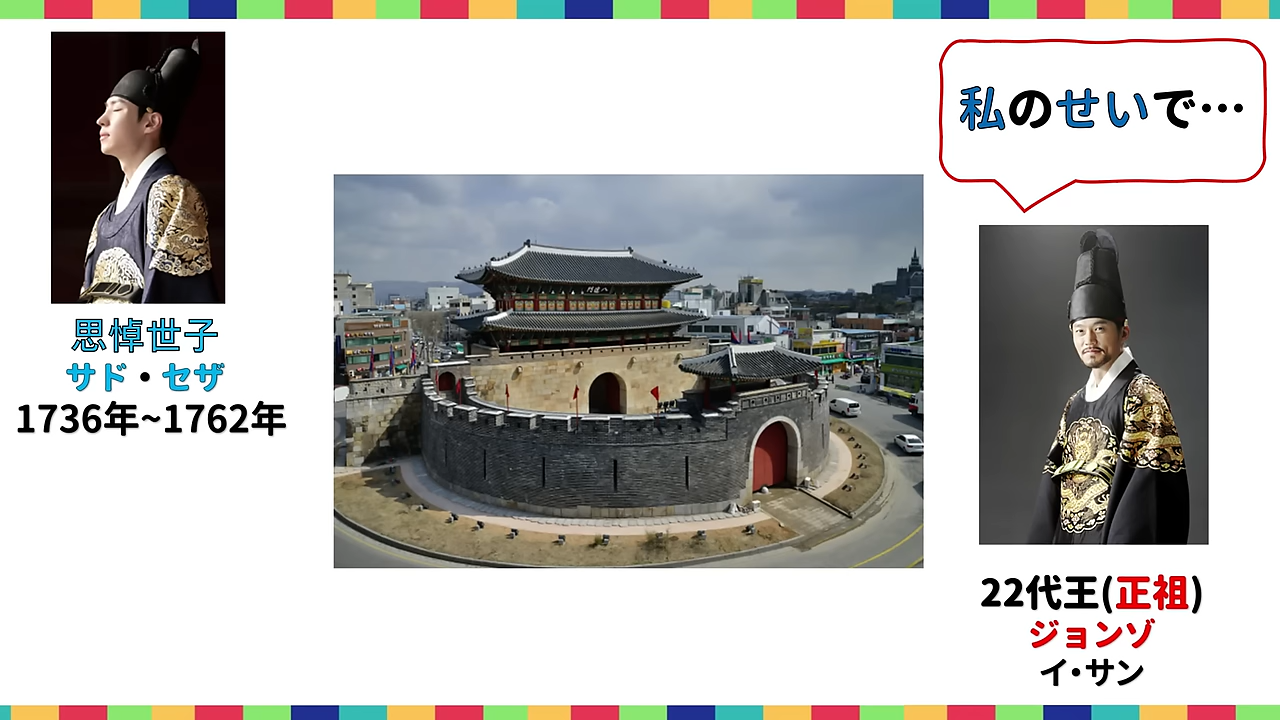 思悼世子
サド・セザ
1736年~1762年
私のせいで…
22代王(正祖)
ジョンゾ
イ・サン